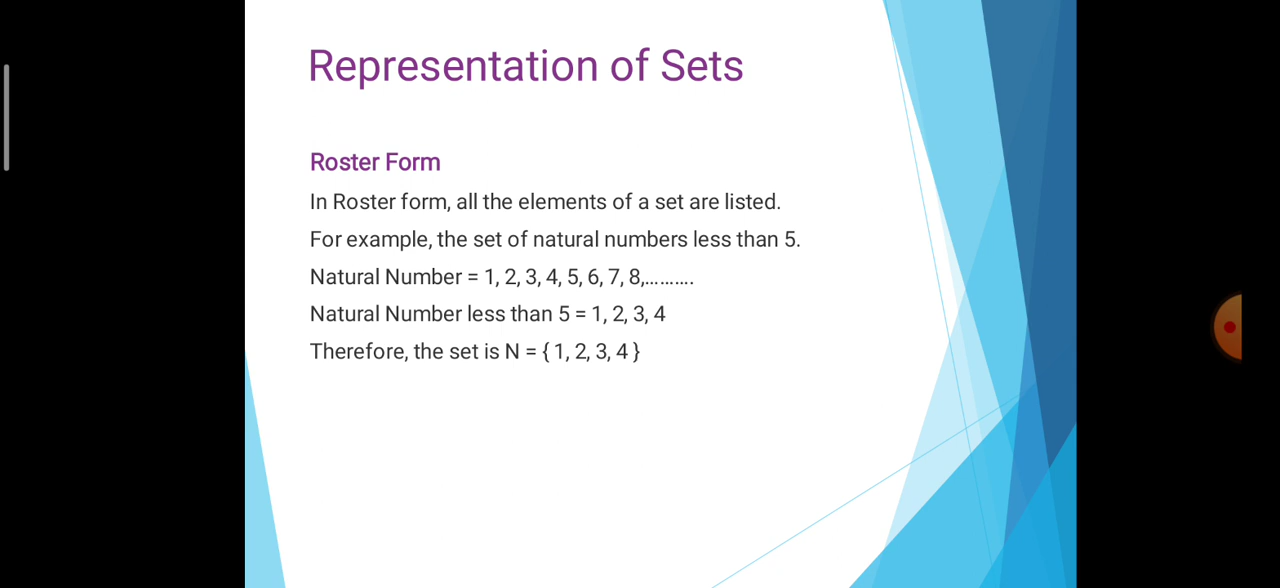 Representation of Sets
Roster Form
In Roster form, all the elements of a set are listed.
For example, the set of natural numbers less than 5.
Natural Number = 1, 2, 3, 4, 5, 6, 7, 8,..........
Natural Number less than 5 = 1, 2, 3, 4
Therefore, the set is N = { 1, 2, 3, 4 }